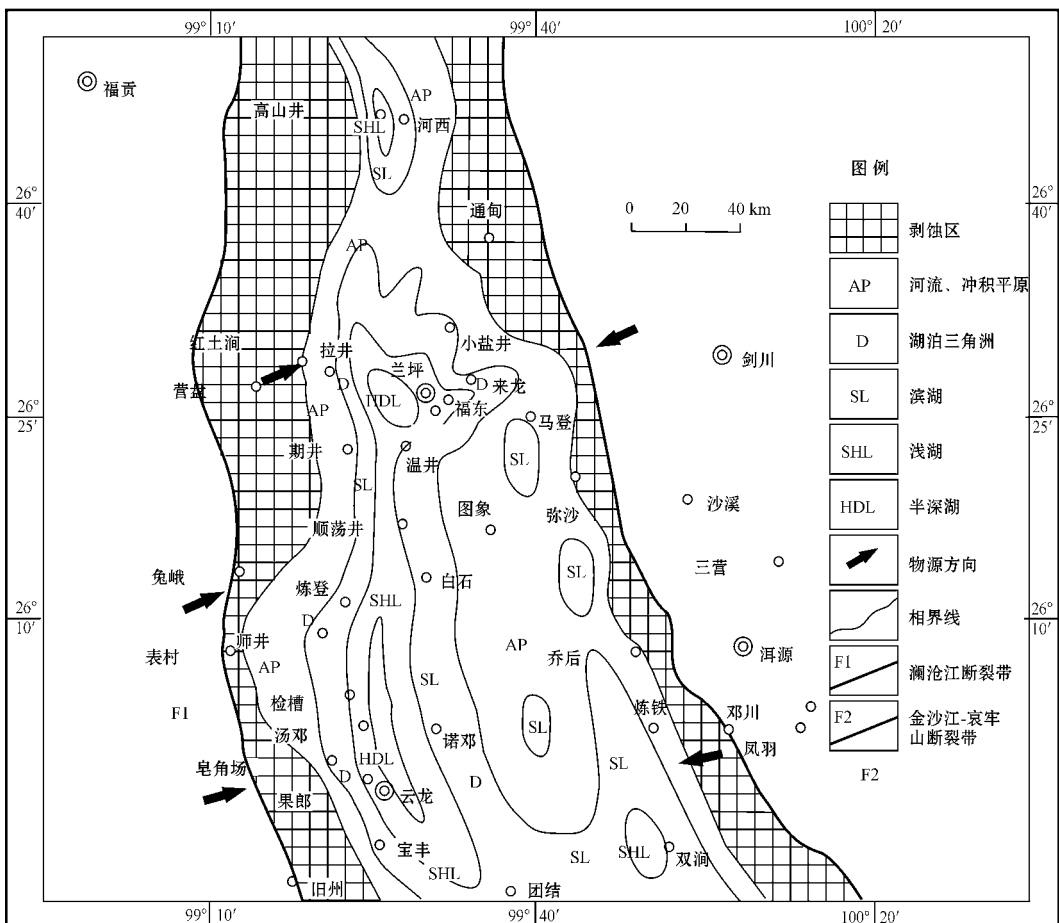 99° 10′
99° 40′
100° 20′
福贡
高山井
AP
SHL
河西
SL
26°
40′
26°
40′
通甸
0 20 40 km
图 例
剥蚀区
AP
河流、冲积平原
AP
D
湖泊三角洲
小盐井
剑川
红土涧
拉井
兰坪
来龙
D
D
营盘
HDL
福东
SL
滨湖
26°
25′
26°
25′
AP
马登
期井
温井
SL
SHL
浅湖
SL
沙溪
HDL
半深湖
顺荡井
图象
弥沙
三营
物源方向
兔峨
白石
SL
炼登
SHL
相界线
26°
10′
26°
10′
D
师井
AP
乔后
洱源
表村
AP
F1
澜沧江断裂带
SL
F1
检槽
炼铁
邓川
F2
金沙江-哀牢
山断裂带
汤邓
诺邓
SL
凤羽
皂角场
HDL
SL
F2
D
D
果郎
云龙
宝丰
SL
SHL
双涧
SHL
旧州
团结
99° 10′
99° 40′
100° 20′